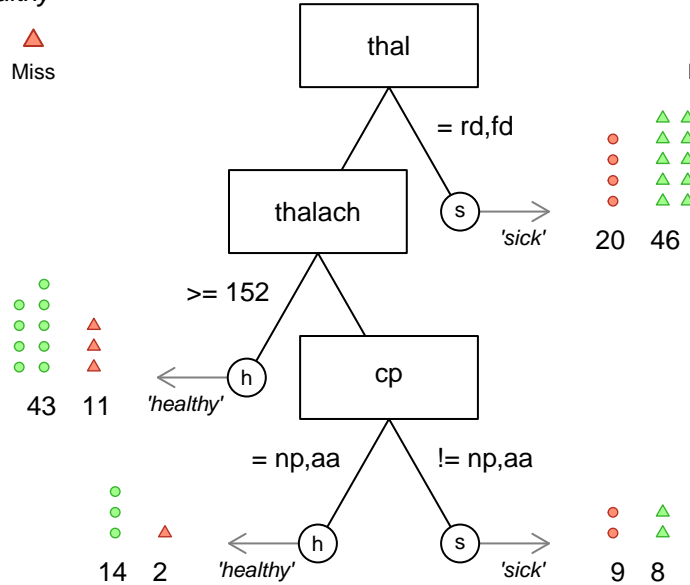 Miss
thal
= rd,fd
thalach
s
'sick'
20 46
>= 152
h
'healthy'
43 11
cp
= np,aa
!= np,aa
h
'healthy'
14 2
s
'sick'
9 8